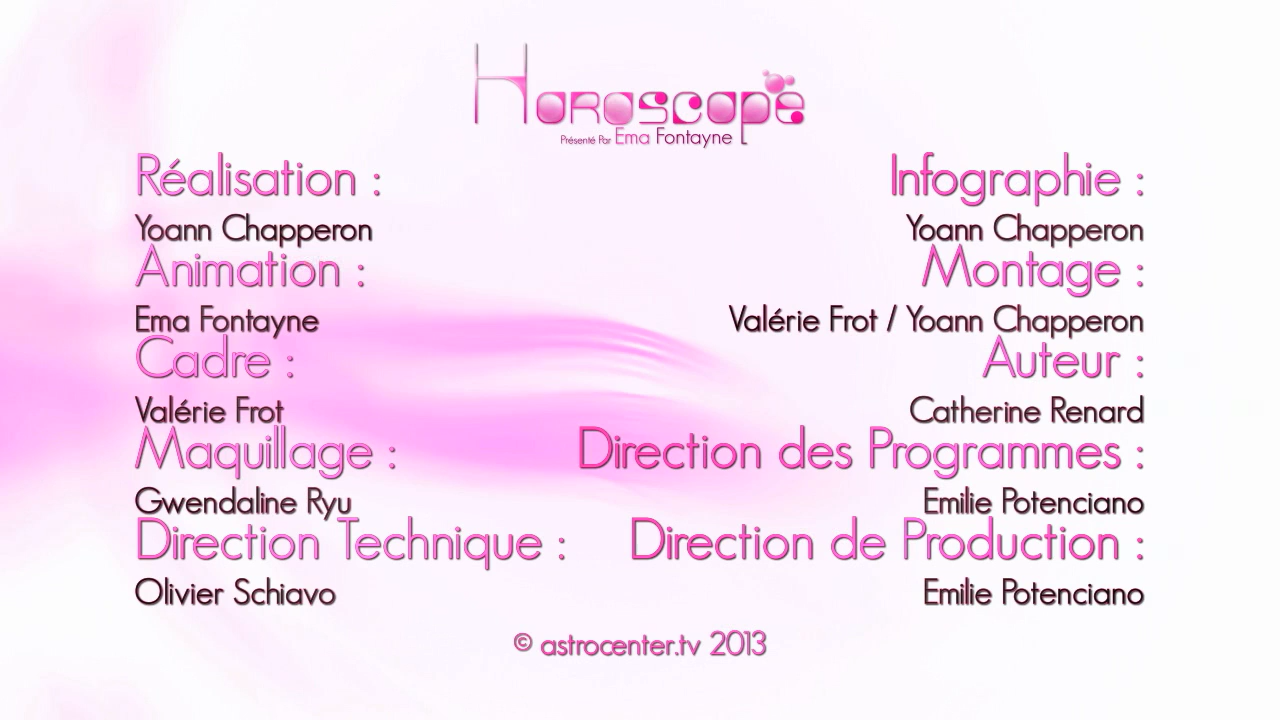 Horoscope
Présenté Par Ema Fontayne
Réalisation :
Yoann Chapperon
Animation :
Ema Fontayne
Cadre :
Valérie Frot
Maquillage :
Gwendaline Ryu
Direction Technique :
Olivier Schiavo
Infographie :
Yoann Chapperon
Montage :
Valérie Frot / Yoann Chapperon
Auteur :
Catherine Renard
Direction des Programmes :
Emilie Potenciano
Direction de Production :
Emilie Potenciano
© astrocenter.tv 2013